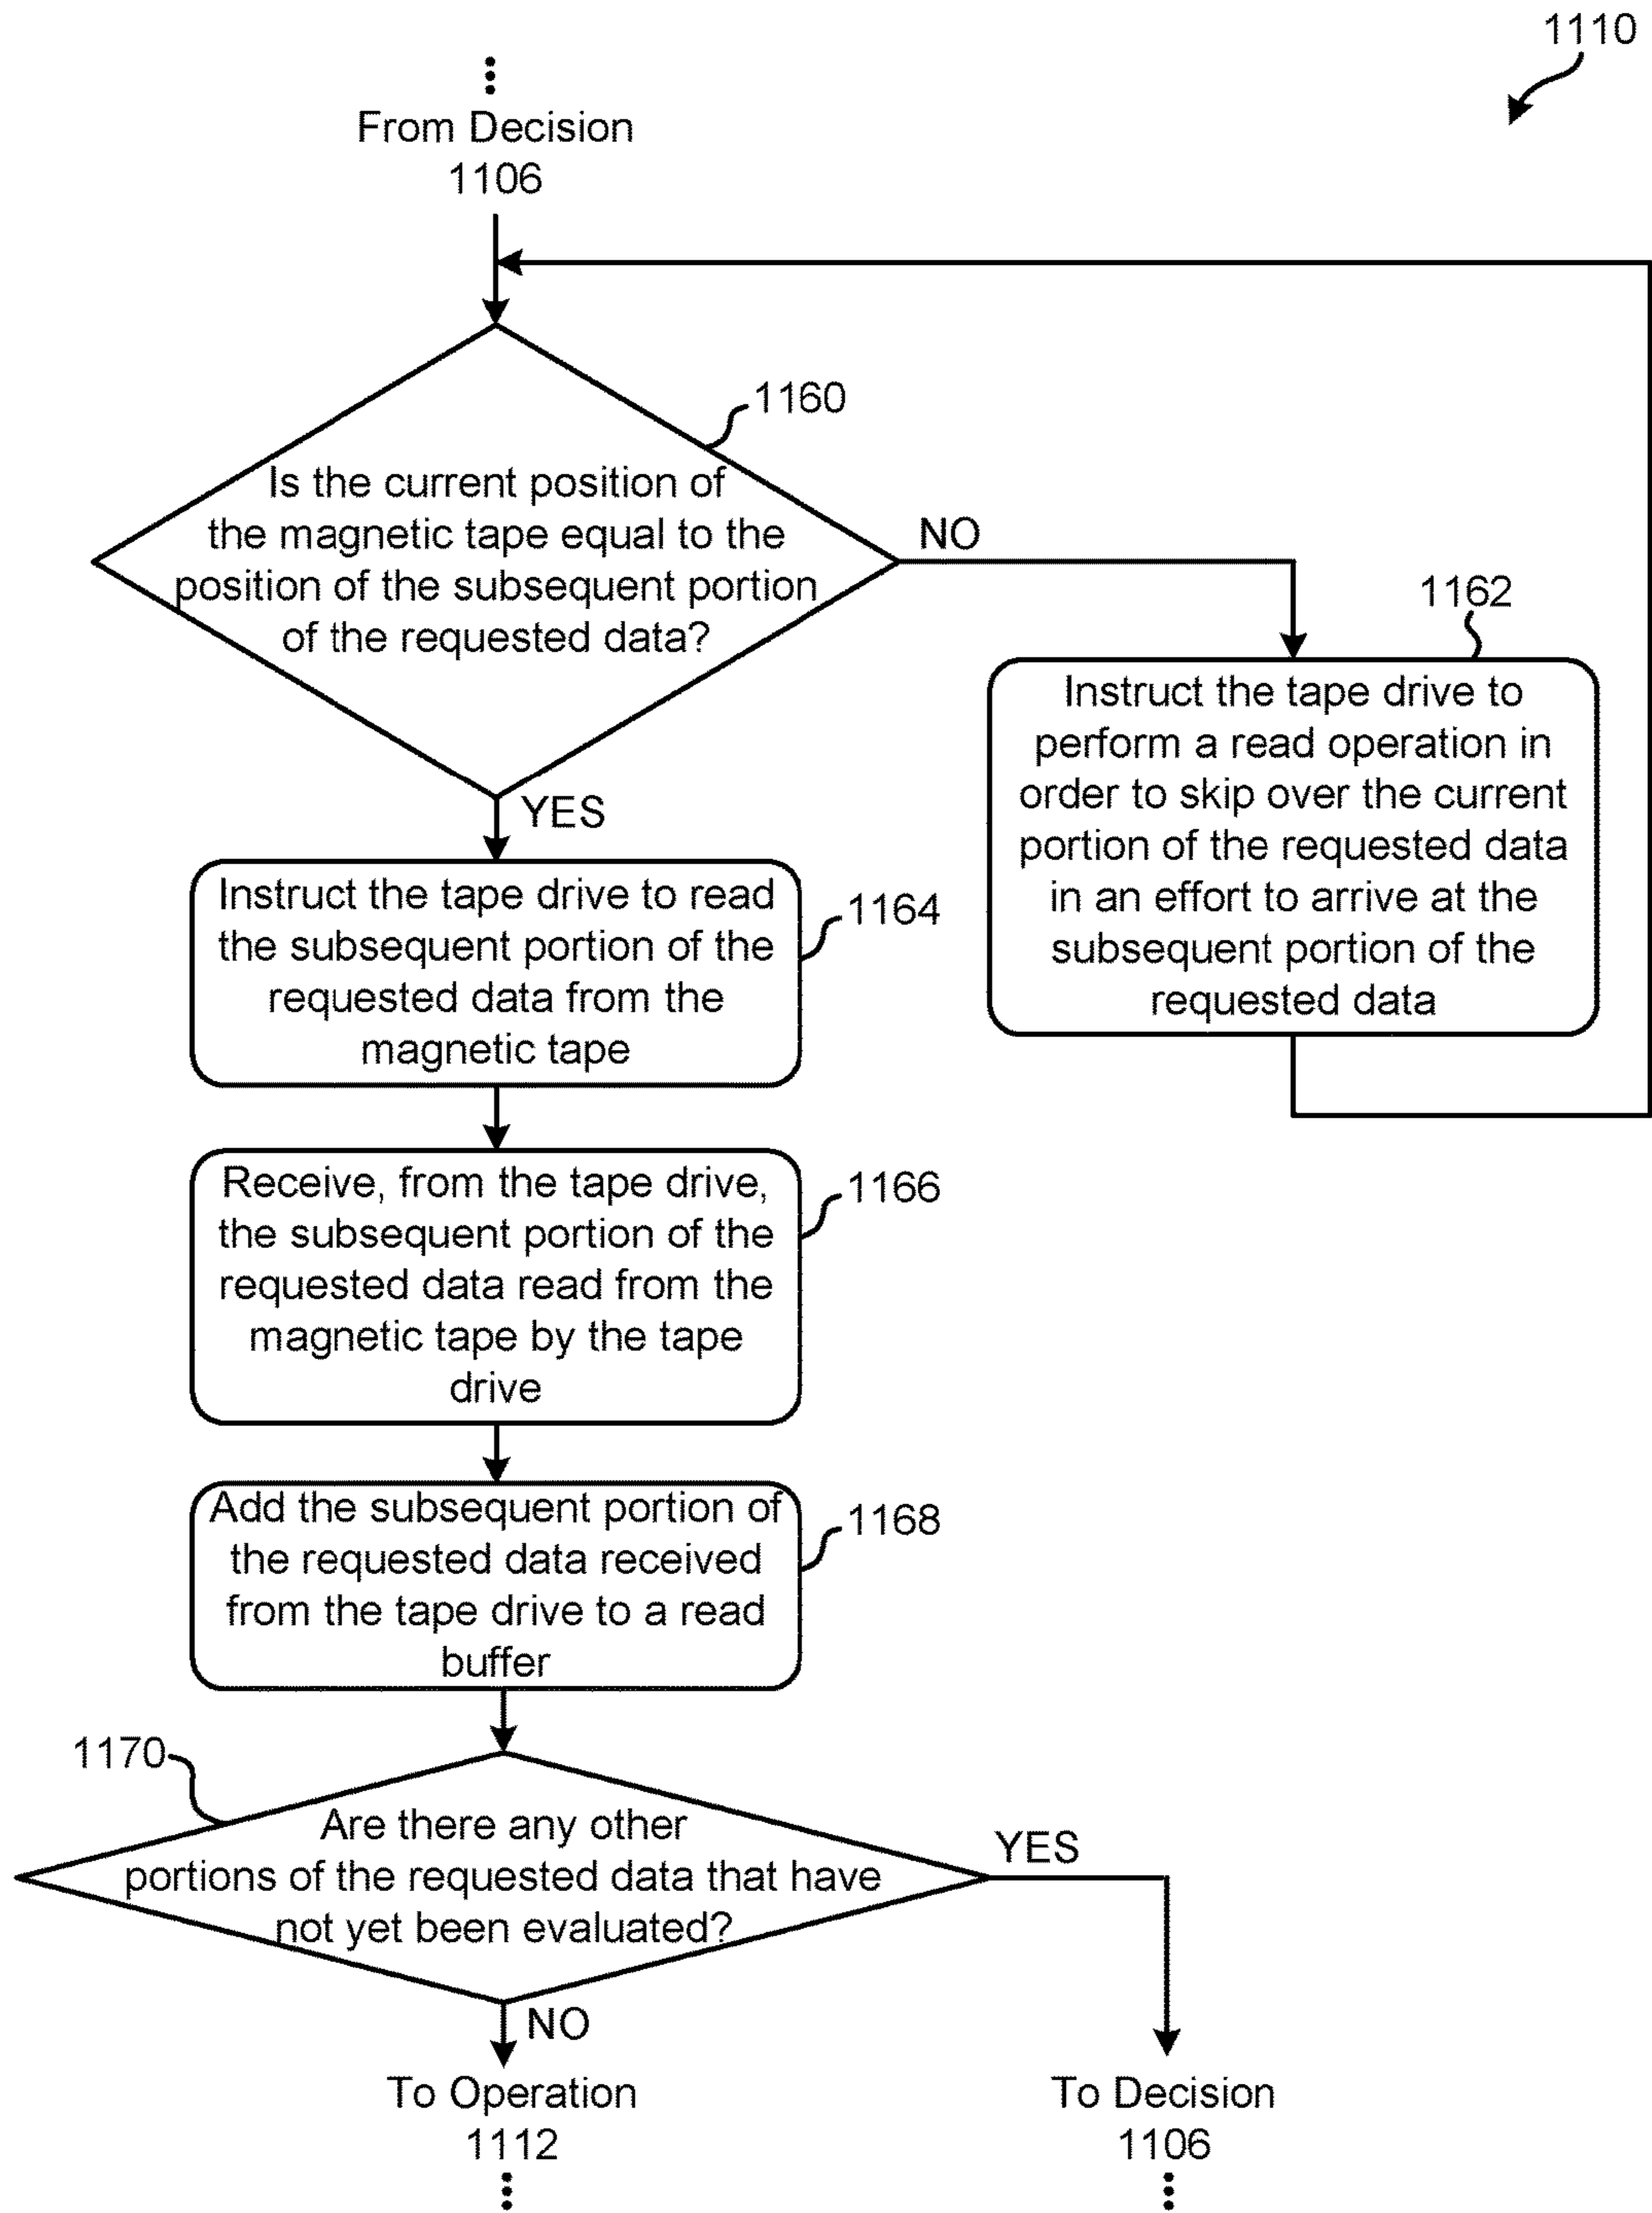 1110
From Decision
1106
1160
Is the current position of
the magnetic tape equal to the
position of the subsequent portion
of the requested data?
NO
1162
Instruct the tape drive to
perform a read operation in
order to skip over the current
portion of the requested data
in an effort to arrive at the
subsequent portion of the
requested data
YES
Instruct the tape drive to read
the subsequent portion of the
requested data from the
magnetic tape
1164
Receive, from the tape drive,
the subsequent portion of the
requested data read from the
magnetic tape by the tape
drive
1166
Add the subsequent portion of
the requested data received
from the tape drive to a read
buffer
1168
1170
Are there any other
portions of the requested data that have
not yet been evaluated?
YES
NO
To Operation
1112
To Decision
1106